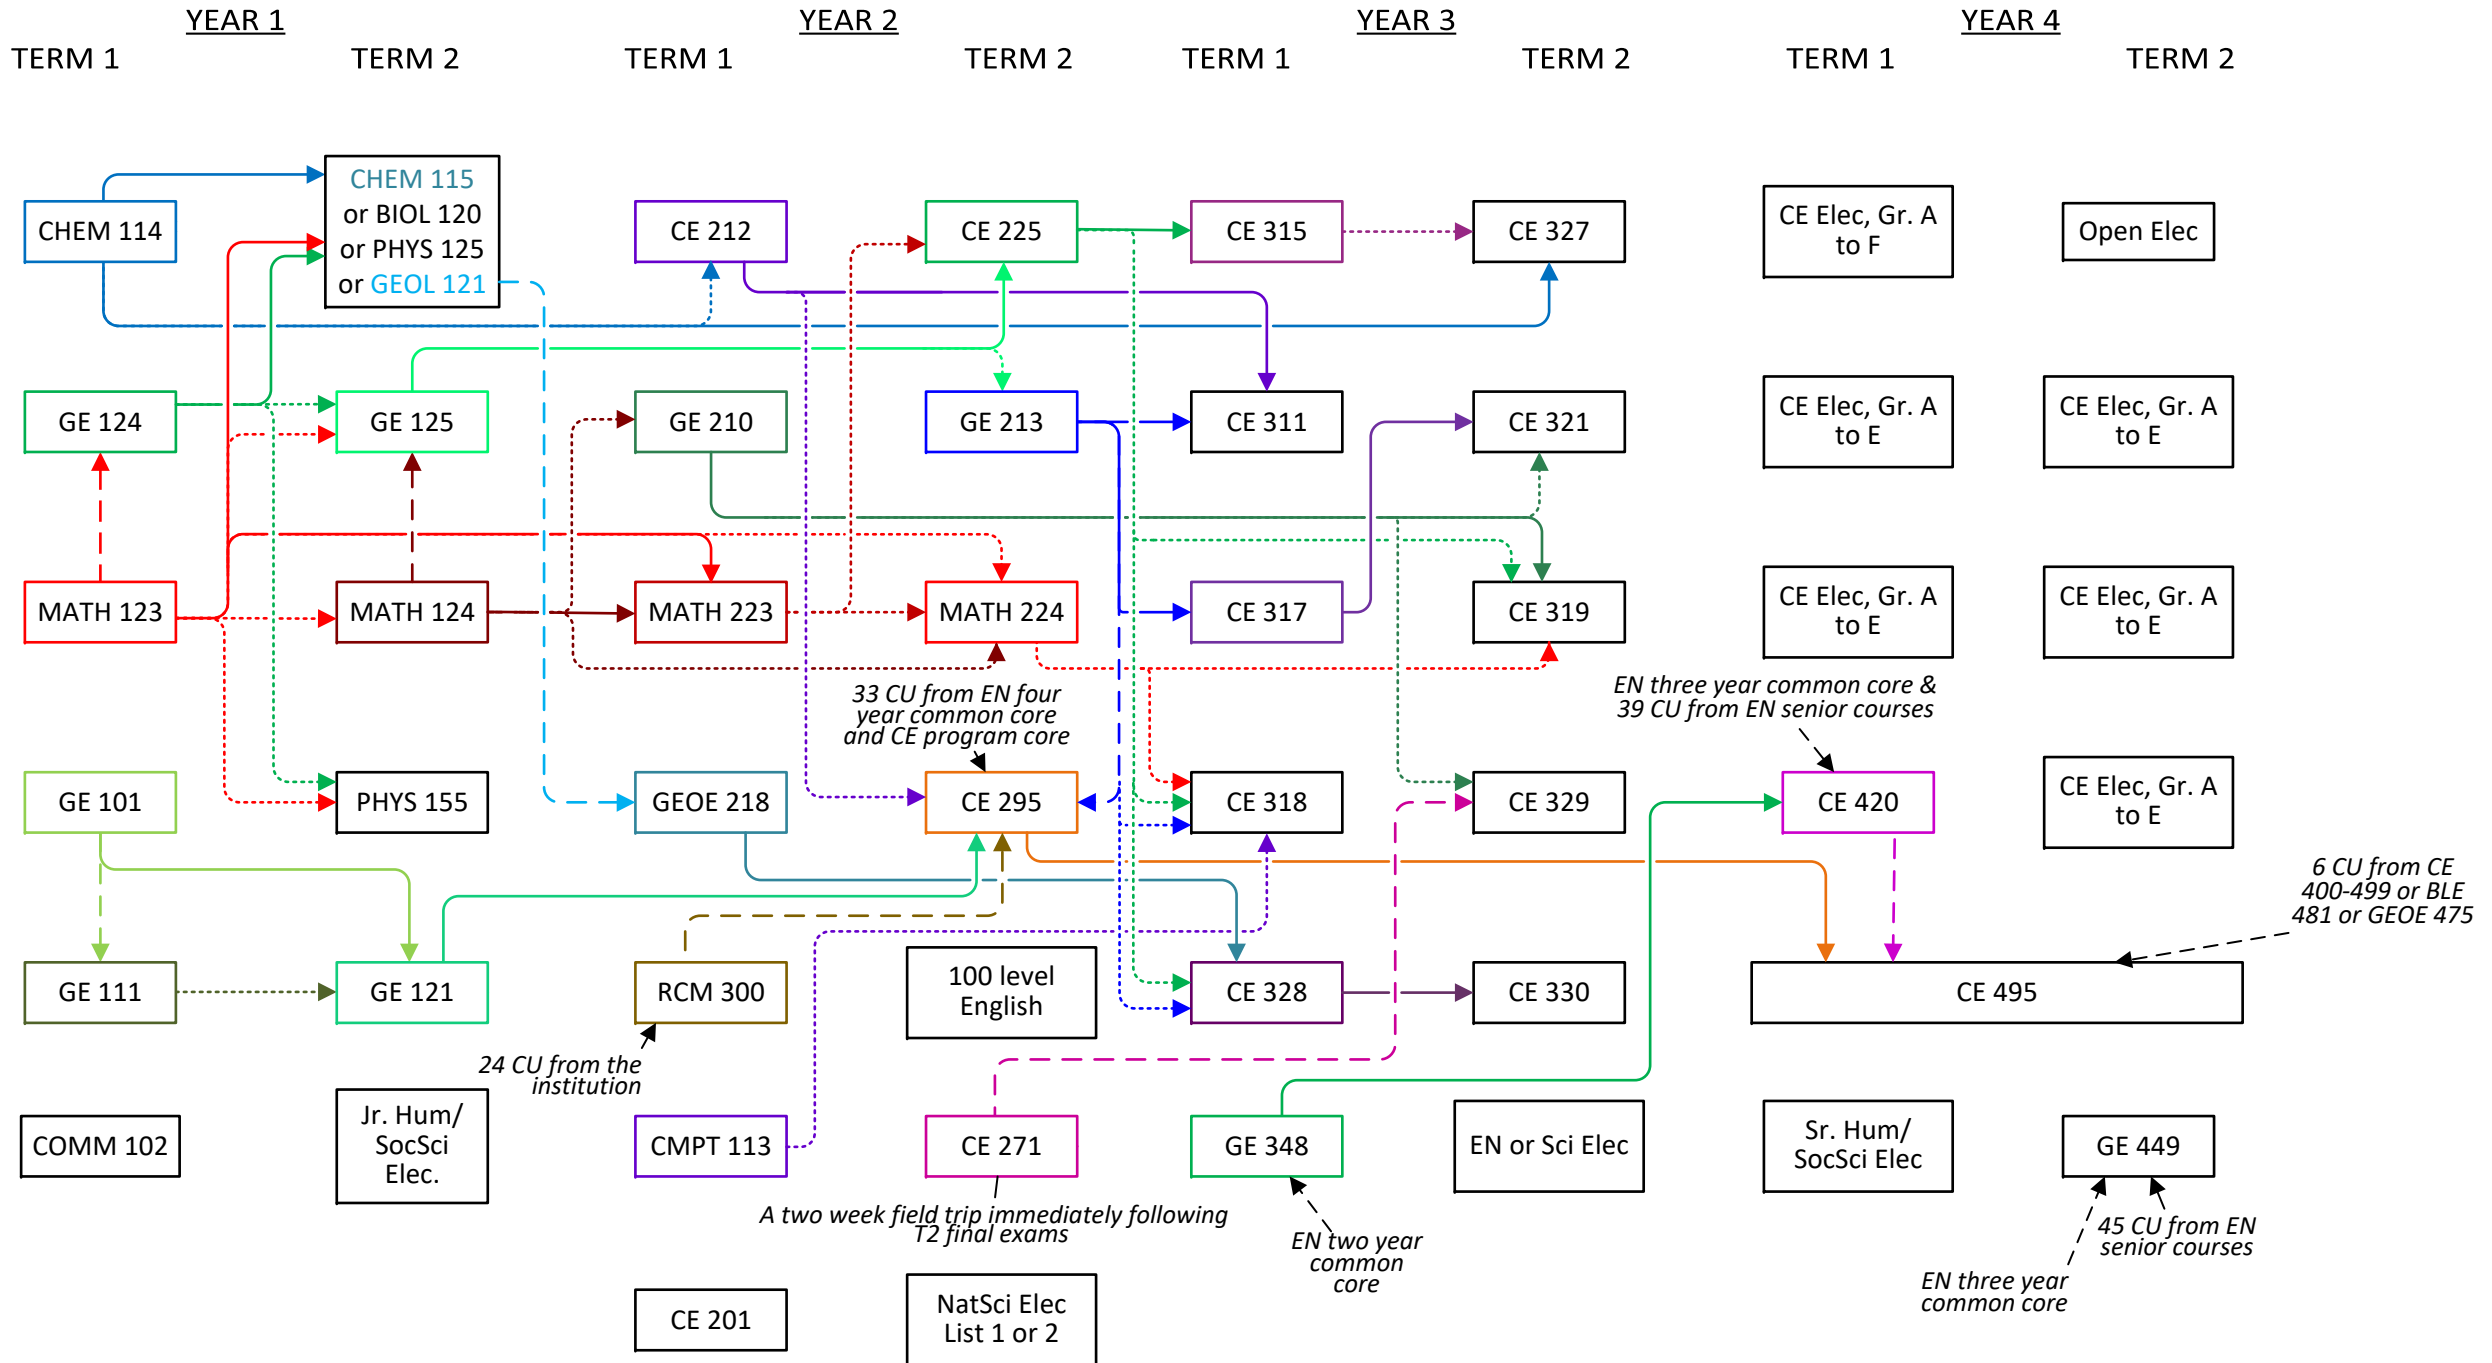 YEAR 1
YEAR 2
YEAR 3
YEAR 4
TERM 1
TERM 2
TERM 1
TERM 2
TERM 1
TERM 2
TERM 1
TERM 2
CHEM 114
CHEM 115
or BIOL 120
or PHYS 125
or GEOL 121
CE 212
CE 225
CE 315
CE 327
CE Elec, Gr. A
to F
Open Elec
GE 124
GE 125
GE 210
GE 213
CE 311
CE 321
CE Elec, Gr. A
to E
CE Elec, Gr. A
to E
MATH 123
MATH 124
MATH 223
MATH 224
CE 317
CE 319
CE Elec, Gr. A
to E
CE Elec, Gr. A
to E
33 CU from EN four
year common core
and CE program core
EN three year common core &
39 CU from EN senior courses
GE 101
PHYS 155
GEOE 218
CE 295
CE 318
CE 329
CE 420
CE Elec, Gr. A
to E
6 CU from CE
400-499 or BLE
481 or GEOE 475
GE 111
GE 121
RCM 300
100 level
English
CE 328
CE 330
CE 495
24 CU from the
institution
COMM 102
Jr. Hum/
SocSci
Elec.
CMPT 113
CE 271
GE 348
EN or Sci Elec
Sr. Hum/
SocSci Elec
GE 449
A two week field trip immediately following
T2 final exams
EN two year
common
core
45 CU from EN
senior courses
EN three year
common core
CE 201
NatSci Elec
List 1 or 2